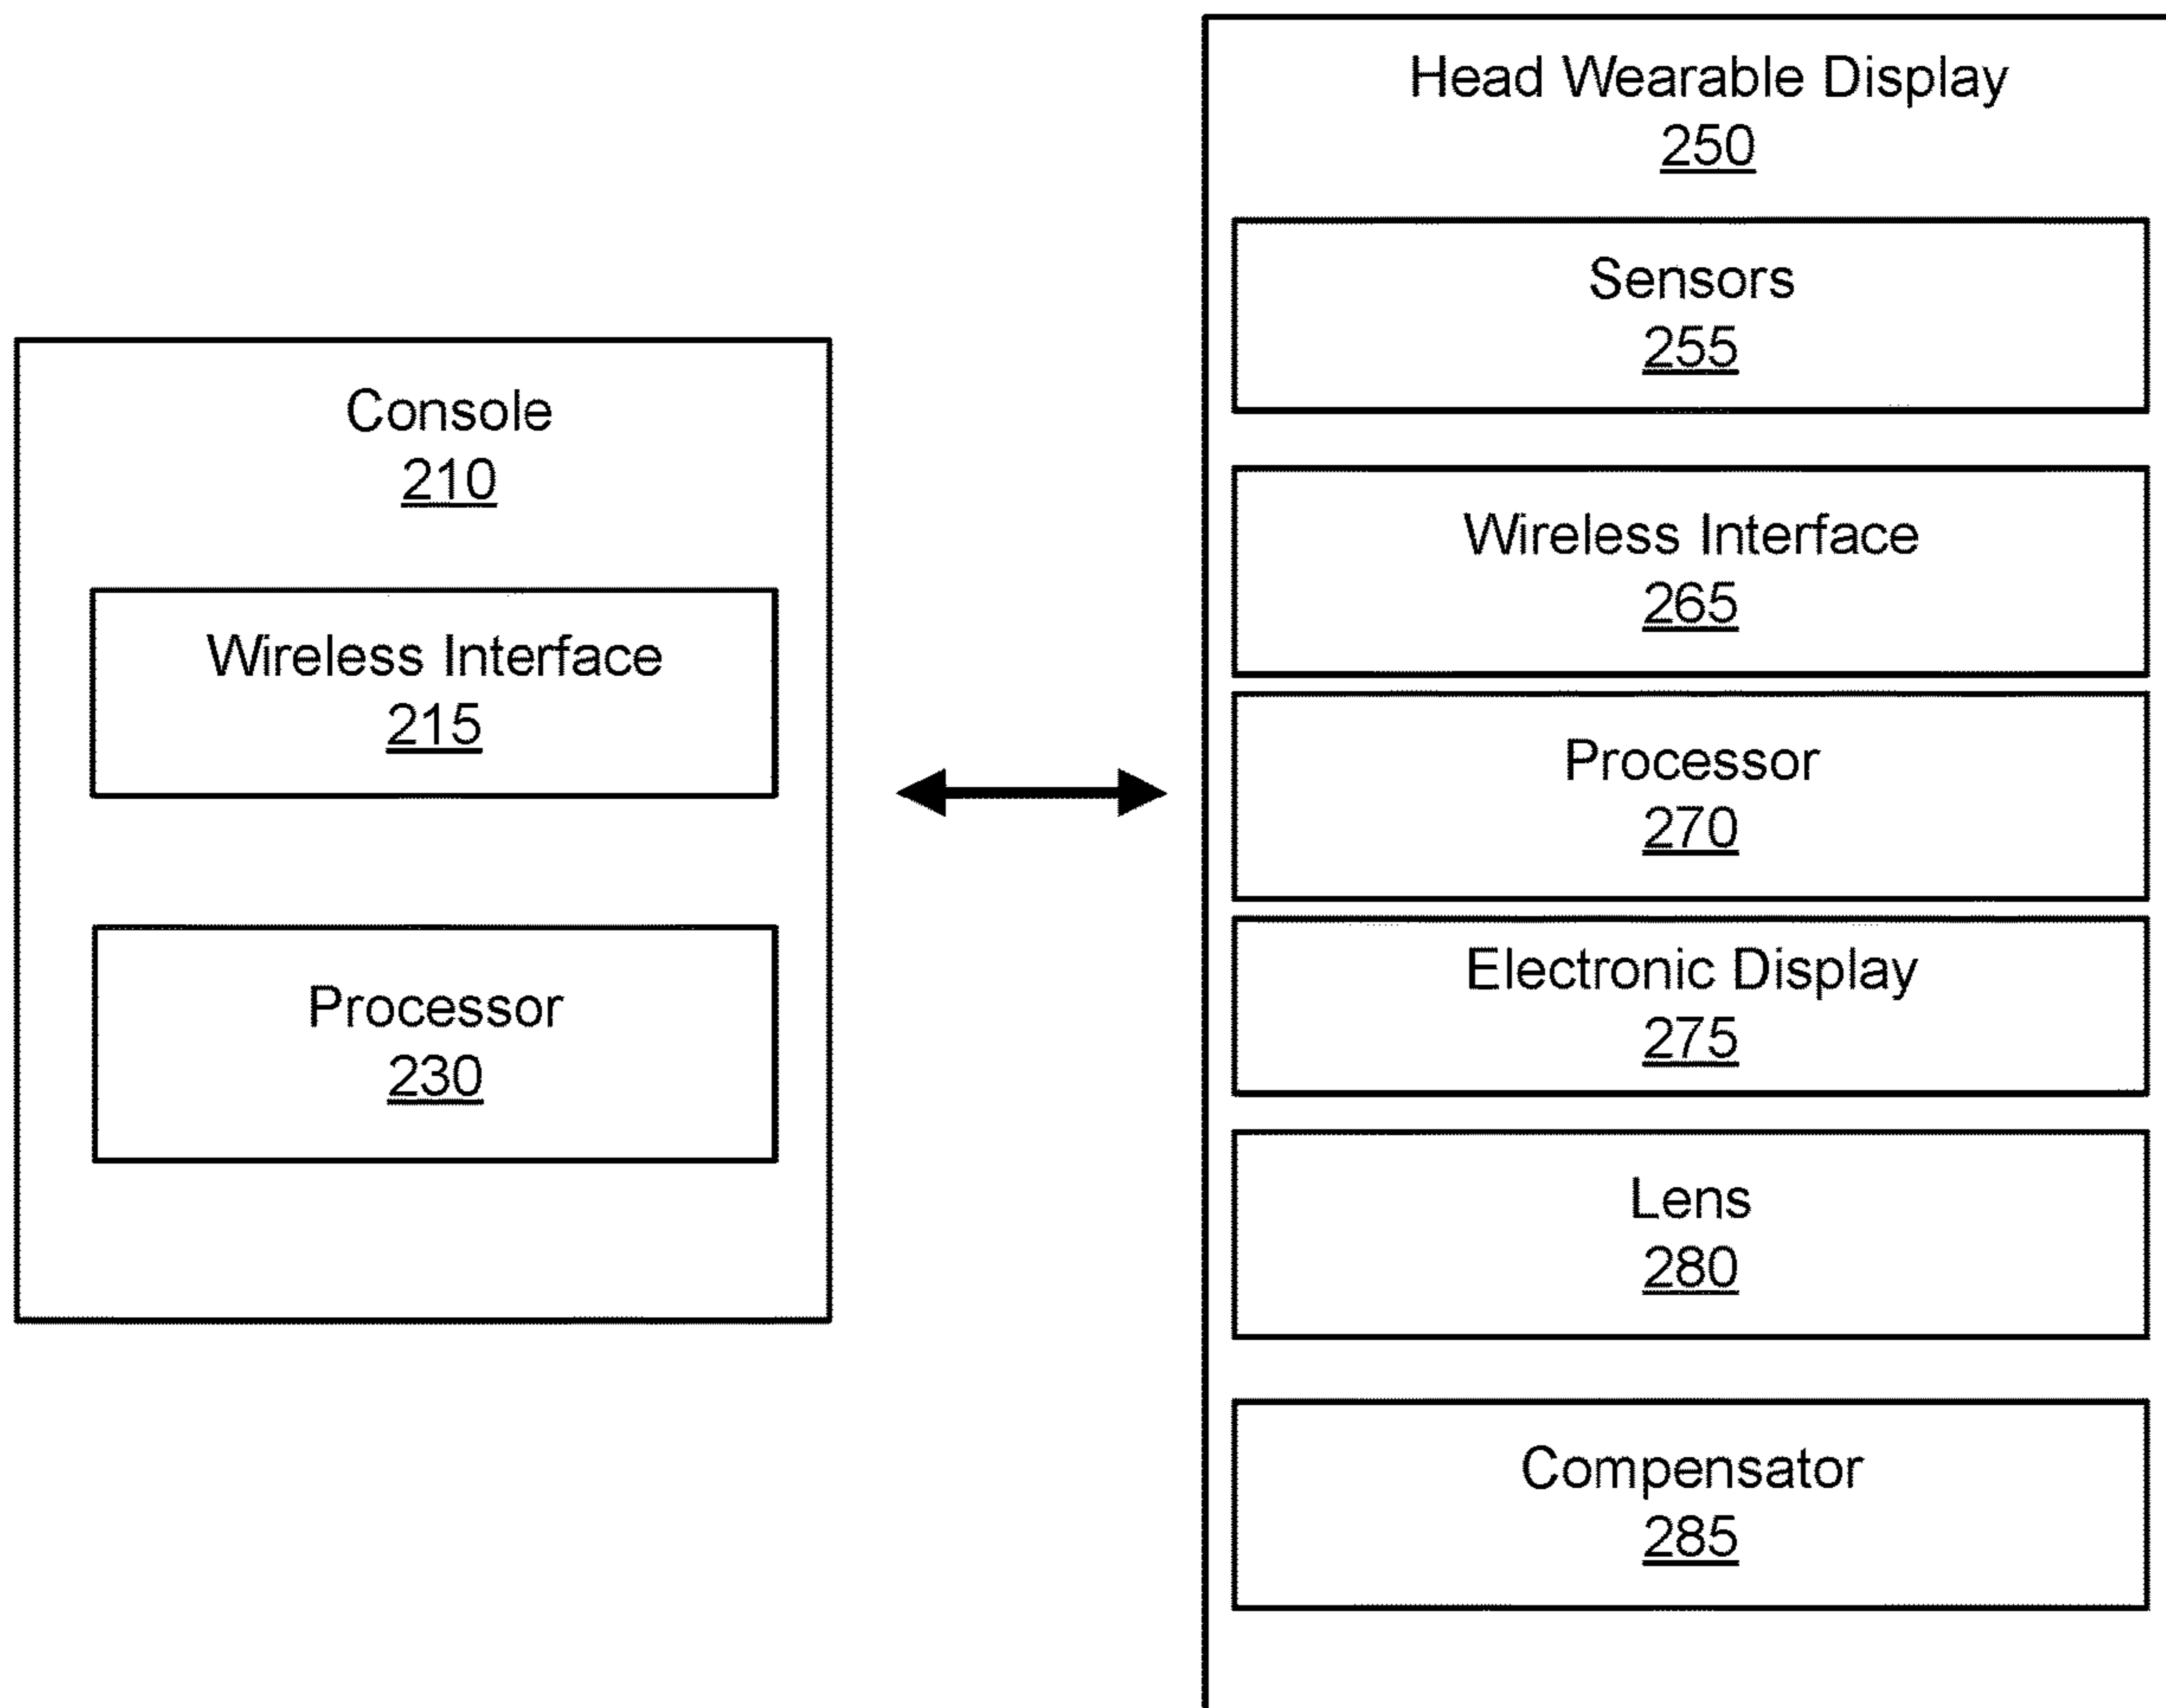 Console
210
Wireless Interface
215
Processor
230
Head Wearable Display
250
Sensors
255
Wireless Interface
265
Processor
270
Electronic Display
275
Lens
280
Compensator
285